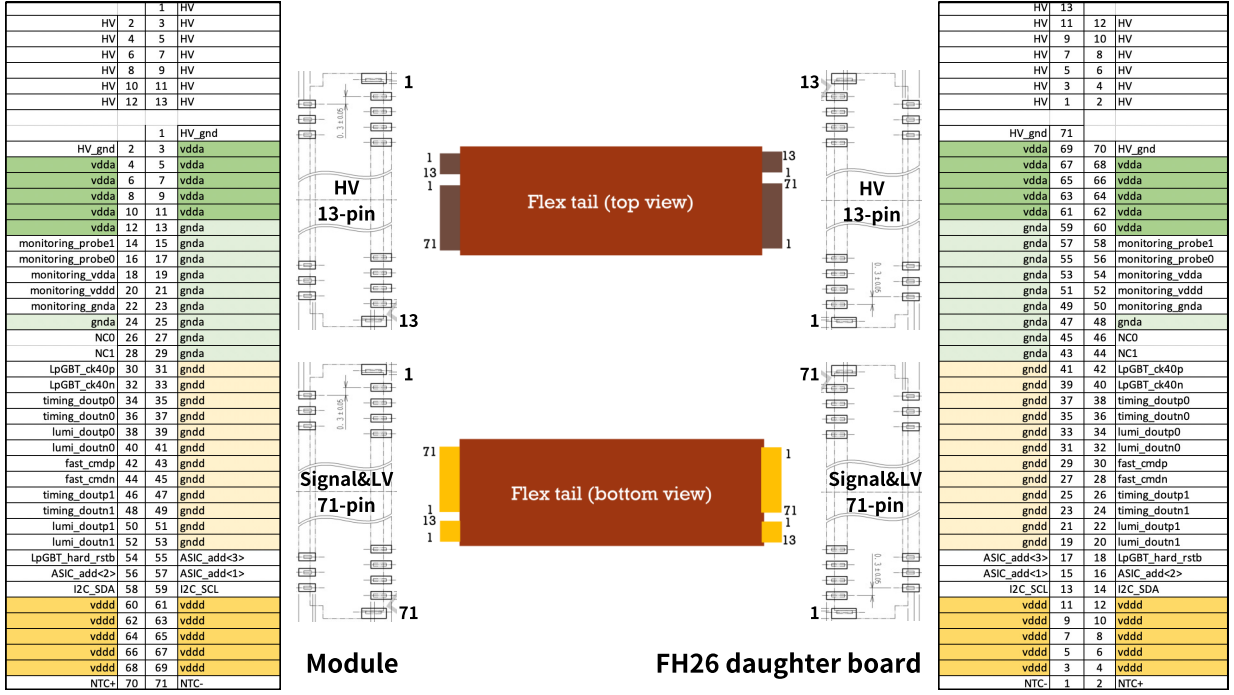 1 HV
HV 2 3 HV
HV 4 5 HV
HV 6 7 HV
HV 8 9 HV
HV 10 11 HV
HV 12 13 HV
1 HV_gnd
HV_gnd 2 3 vdda
vdda 4 5 vdda
vdda 6 7 vdda
vdda 8 9 vdda
vdda 10 11 vdda
vdda 12 13 gnda
monitoring_probe1 14 15 gnda
monitoring_probe0 16 17 gnda
monitoring_vdda 18 19 gnda
monitoring_vddd 20 21 gnda
monitoring_gnda 22 23 gnda
gnda 24 25 gnda
NC0 26 27 gnda
NC1 28 29 gnda
LpGBT_ck40p 30 31 gndd
LpGBT_ck40n 32 33 gndd
timing_doutp0 34 35 gndd
timing_doutn0 36 37 gndd
lumi_doutp0 38 39 gndd
lumi_doutn0 40 41 gndd
fast_cmdp 42 43 gndd
fast_cmdn 44 45 gndd
timing_doutp1 46 47 gndd
timing_doutn1 48 49 gndd
lumi_doutp1 50 51 gndd
lumi_doutn1 52 53 gndd
LpGBT_hard_rstb 54 55 ASIC_add<3>
ASIC_add<2> 56 57 ASIC_add<1>
I2C_SDA 58 59 I2C_SCL
vddd 60 61 vddd
vddd 62 63 vddd
vddd 64 65 vddd
vddd 66 67 vddd
vddd 68 69 vddd
NTC+ 70 71 NTC-
1
0.3±0.05
HV
13-pin
13
1
0.3±0.05
Signal&LV
71-pin
71
Module
1
13
1
71
Flex tail (top view)
13
1
71
1
71
1
13
1
Flex tail (bottom view)
1
71
1
13
13
HV
13-pin
0.3±0.05
1
71
Signal&LV
71-pin
0.3±0.05
1
FH26 daughter board
HV 13
HV 11 12 HV
HV 9 10 HV
HV 7 8 HV
HV 5 6 HV
HV 3 4 HV
HV 1 2 HV
HV_gnd 71
vdda 69 70 HV_gnd
vdda 67 68 vdda
vdda 65 66 vdda
vdda 63 64 vdda
vdda 61 62 vdda
gnda 59 60 vdda
gnda 57 58 monitoring_probe1
gnda 55 56 monitoring_probe0
gnda 53 54 monitoring_vdda
gnda 51 52 monitoring_vddd
gnda 49 50 monitoring_gnda
gnda 47 48 gnda
gnda 45 46 NC0
gnda 43 44 NC1
gndd 41 42 LpGBT_ck40p
gndd 39 40 LpGBT_ck40n
gndd 37 38 timing_doutp0
gndd 35 36 timing_doutn0
gndd 33 34 lumi_doutp0
gndd 31 32 lumi_doutn0
gndd 29 30 fast_cmdp
gndd 27 28 fast_cmdn
gndd 25 26 timing_doutp1
gndd 23 24 timing_doutn1
gndd 21 22 lumi_doutp1
gndd 19 20 lumi_doutn1
ASIC_add<3> 17 18 LpGBT_hard_rstb
ASIC_add<1> 15 16 ASIC_add<2>
I2C_SCL 13 14 I2C_SDA
vddd 11 12 vddd
vddd 9 10 vddd
vddd 7 8 vddd
vddd 5 6 vddd
vddd 3 4 vddd
NTC- 1 2 NTC+